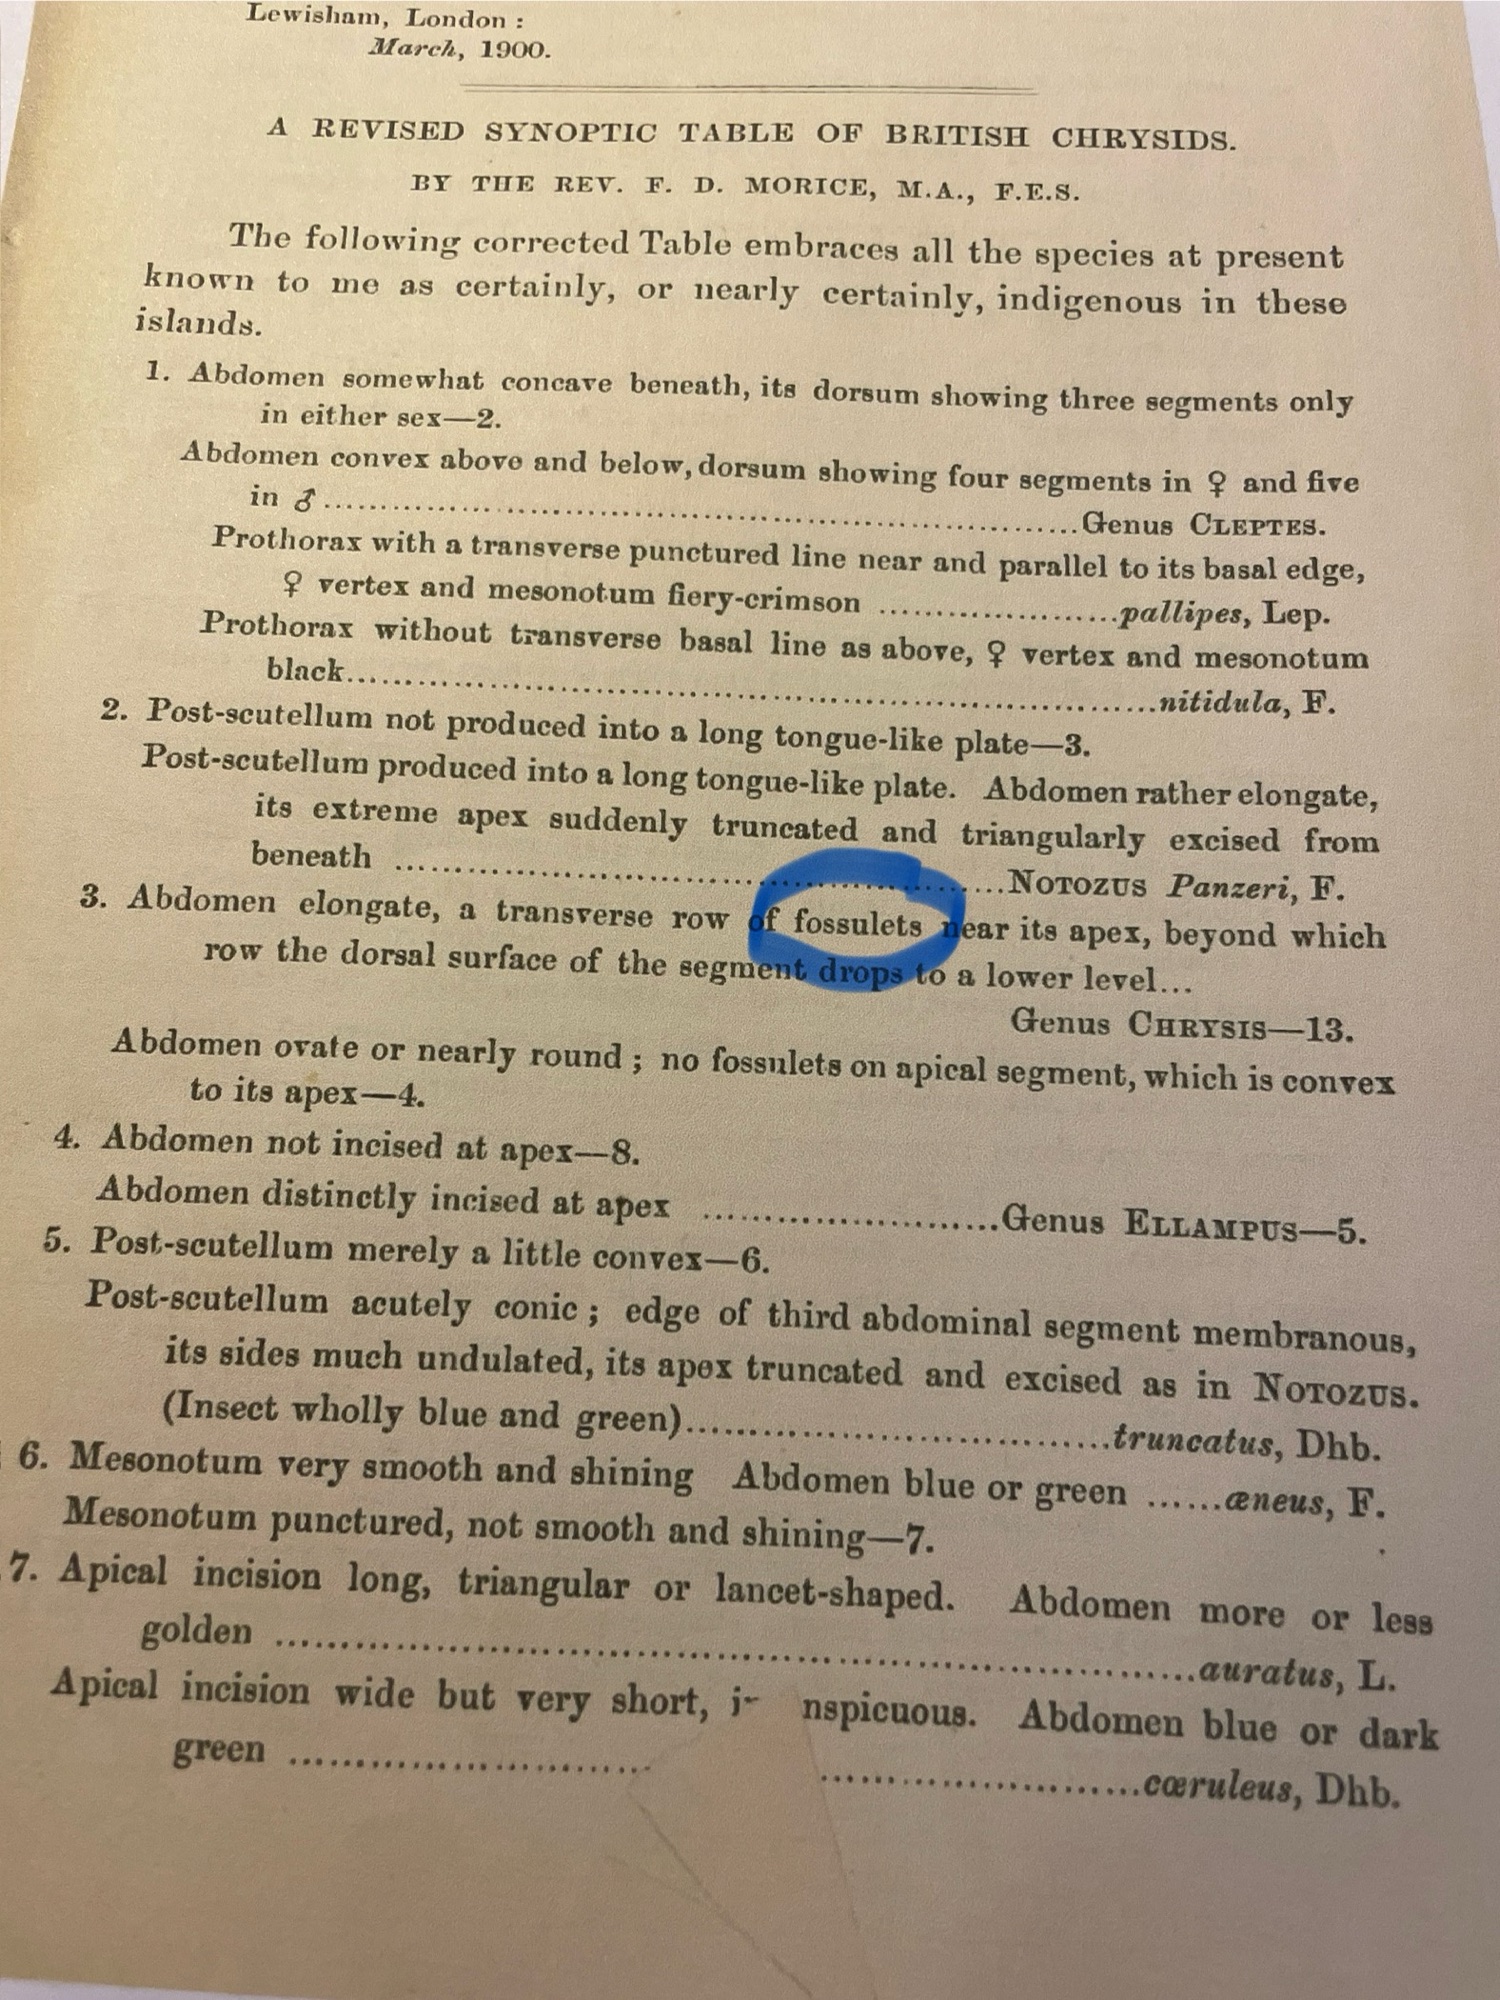 Lewisham, London :
March, 1900.
A REVISED SYNOPTIC TABLE OF BRITISH CHRYSIDS.
BY THE REV. F. D. MORICE, M.A., F.E.S.
The following corrected Table embraces all the species at present
known to me as certainly, or nearly certainly, indigenous in these
islands.
1. Abdomen somewhat concave beneath, its dorsum showing three segments only
in either sex—2.
Abdomen convex above and below, dorsum showing four segments in ♀ and five
in ♂..............................Genus CLEPTES.
Prothorax with a transverse punctured line near and parallel to its basal edge,
♀ vertex and mesonotum fiery-crimson ....................pallipes, Lep.
Prothorax without transverse basal line as above, ♀ vertex and mesonotum
black..............................nitidula, F.
2. Post-scutellum not produced into a long tongue-like plate—3.
Post-scutellum produced into a long tongue-like plate. Abdomen rather elongate,
its extreme apex suddenly truncated and triangularly excised from
beneath ..............................NOTOZUS Panzeri, F.
3. Abdomen elongate, a transverse row of fossulets near its apex, beyond which
row the dorsal surface of the segment drops to a lower level...
Genus CHRYSIS—13.
Abdomen ovate or nearly round ; no fossulets on apical segment, which is convex
to its apex—4.
4. Abdomen not incised at apex—8.
Abdomen distinctly incised at apex .........................Genus ELLAMPUS—5.
5. Post-scutellum merely a little convex—6.
Post-scutellum acutely conic ; edge of third abdominal segment membranous,
its sides much undulated, its apex truncated and excised as in NOTOZUS.
(Insect wholly blue and green)..............................truncatus, Dhb.
6. Mesonotum very smooth and shining Abdomen blue or green ......æneus, F.
Mesonotum punctured, not smooth and shining—7.
7. Apical incision long, triangular or lancet-shaped. Abdomen more or less
golden ..............................auratus, L.
Apical incision wide but very short, nspicuous. Abdomen blue or dark
green ..............................cœruleus, Dhb.